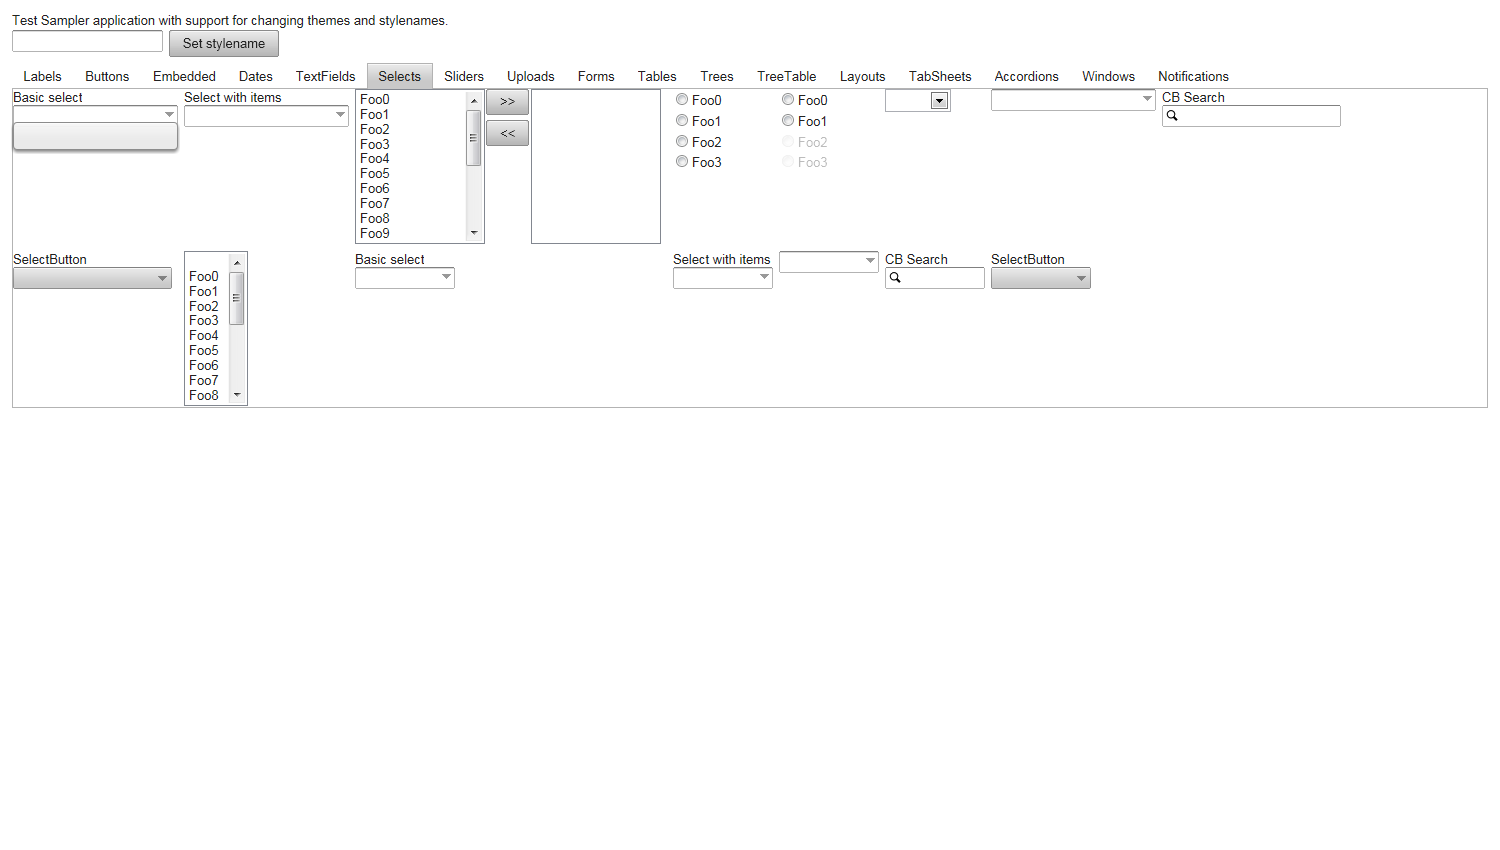 Test Sampler application with support for changing themes and stylenames.
Set stylename
Labels Buttons Embedded Dates TextFields Selects Sliders Uploads Forms Tables Trees TreeTable Layouts TabSheets Accordions Windows Notifications
Basic select Select with items CB Search
Foo0 >> Foo0 Foo0
Foo1
Foo2 Foo1 Foo1
Foo3 <<
Foo4 Foo2 Foo2
Foo5 Foo3 Foo3
Foo6
Foo7
Foo8
Foo9
SelectButton Basic select Select with items CB Search SelectButton
Foo0
Foo1
Foo2
Foo3
Foo4
Foo5
Foo6
Foo7
Foo8